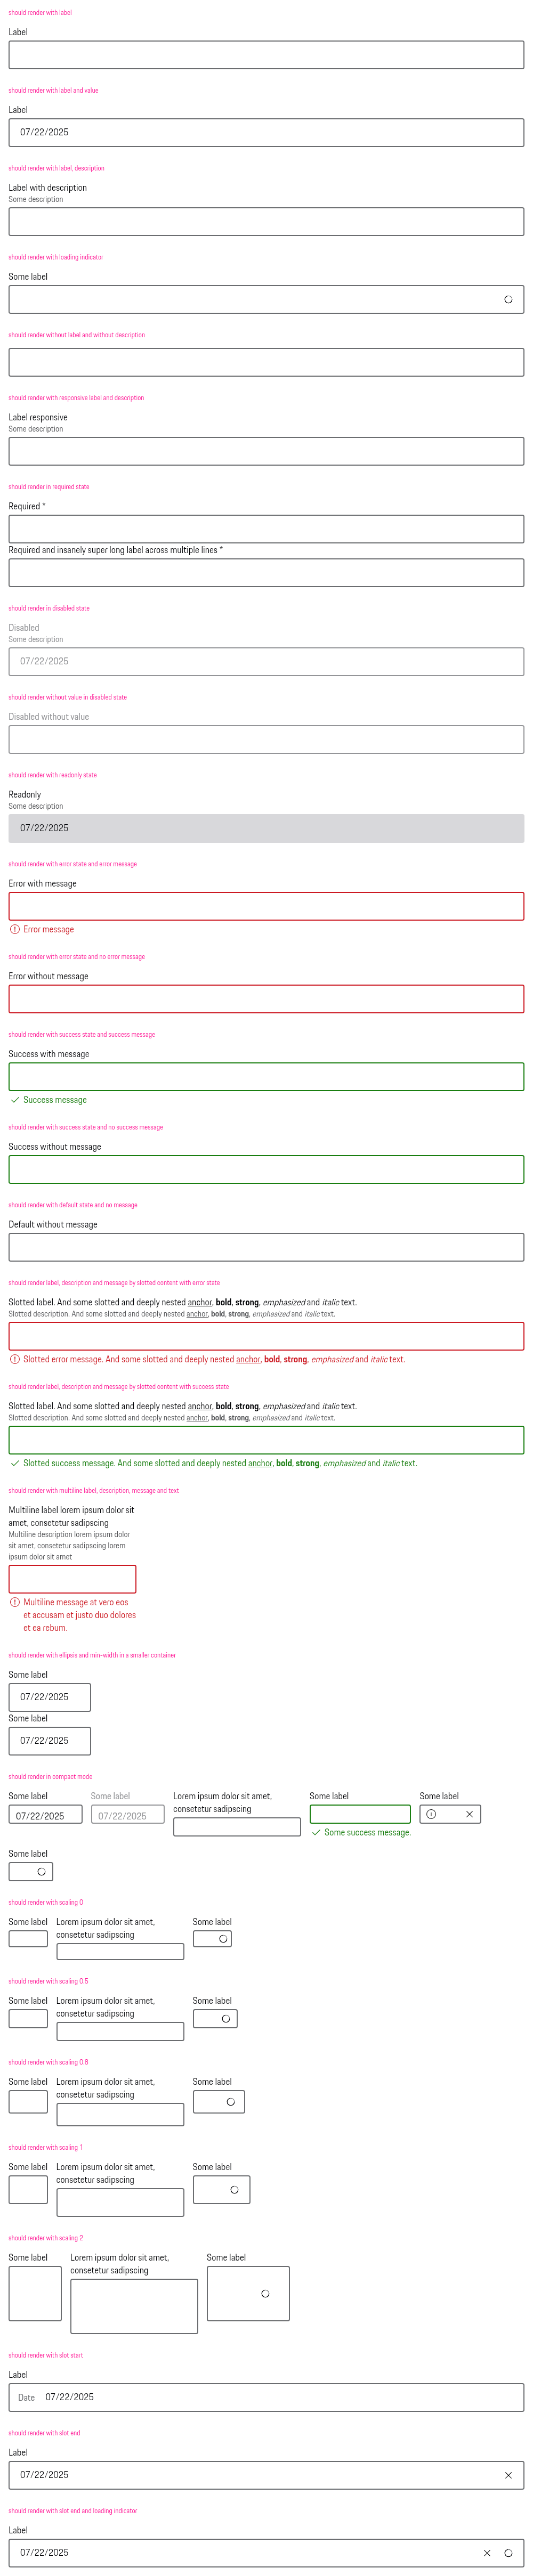 should render with label
Label
should render with label and value
Label
07/22/2025
should render with label, description
Label with description
Some description
should render with loading indicator
Some label
should render without label and without description
should render with responsive label and description
Label responsive
Some description
should render in required state
Required *
Required and insanely super long label across multiple lines *
should render in disabled state
Disabled
Some description
07/22/2025
should render without value in disabled state
Disabled without value
should render with readonly state
Readonly
Some description
07/22/2025
should render with error state and error message
Error with message
Error message
should render with error state and no error message
Error without message
should render with success state and success message
Success with message
Success message
should render with success state and no success message
Success without message
should render with default state and no message
Default without message
should render label, description and message by slotted content with error state
Slotted label. And some slotted and deeply nested anchor, bold, strong, emphasized and italic text.
Slotted description. And some slotted and deeply nested anchor, bold, strong, emphasized and italic text.
Slotted error message. And some slotted and deeply nested anchor, bold, strong, emphasized and italic text.
should render label, description and message by slotted content with success state
Slotted label. And some slotted and deeply nested anchor, bold, strong, emphasized and italic text.
Slotted description. And some slotted and deeply nested anchor, bold, strong, emphasized and italic text.
Slotted success message. And some slotted and deeply nested anchor, bold, strong, emphasized and italic text.
should render with multiline label, description, message and text
Multiline label lorem ipsum dolor sit
amet, consetetur sadipscing
Multiline description lorem ipsum dolor
sit amet, consetetur sadipscing lorem
ipsum dolor sit amet
Multiline message at vero eos
et accusam et justo duo dolores
et ea rebum.
should render with ellipsis and min-width in a smaller container
Some label
07/22/2025
Some label
07/22/2025
should render in compact mode
Some label
07/22/2025
Some label
07/22/2025
Lorem ipsum dolor sit amet,
consetetur sadipscing
Some label
Some success message.
Some label
Some label
should render with scaling 0
Some label
Lorem ipsum dolor sit amet,
consetetur sadipscing
Some label
should render with scaling 0.5
Some label
Lorem ipsum dolor sit amet,
consetetur sadipscing
Some label
should render with scaling 0.8
Some label
Lorem ipsum dolor sit amet,
consetetur sadipscing
Some label
should render with scaling 1
Some label
Lorem ipsum dolor sit amet,
consetetur sadipscing
Some label
should render with scaling 2
Some label
Lorem ipsum dolor sit amet,
consetetur sadipscing
Some label
should render with slot start
Label
Date 07/22/2025
should render with slot end
Label
07/22/2025
should render with slot end and loading indicator
Label
07/22/2025